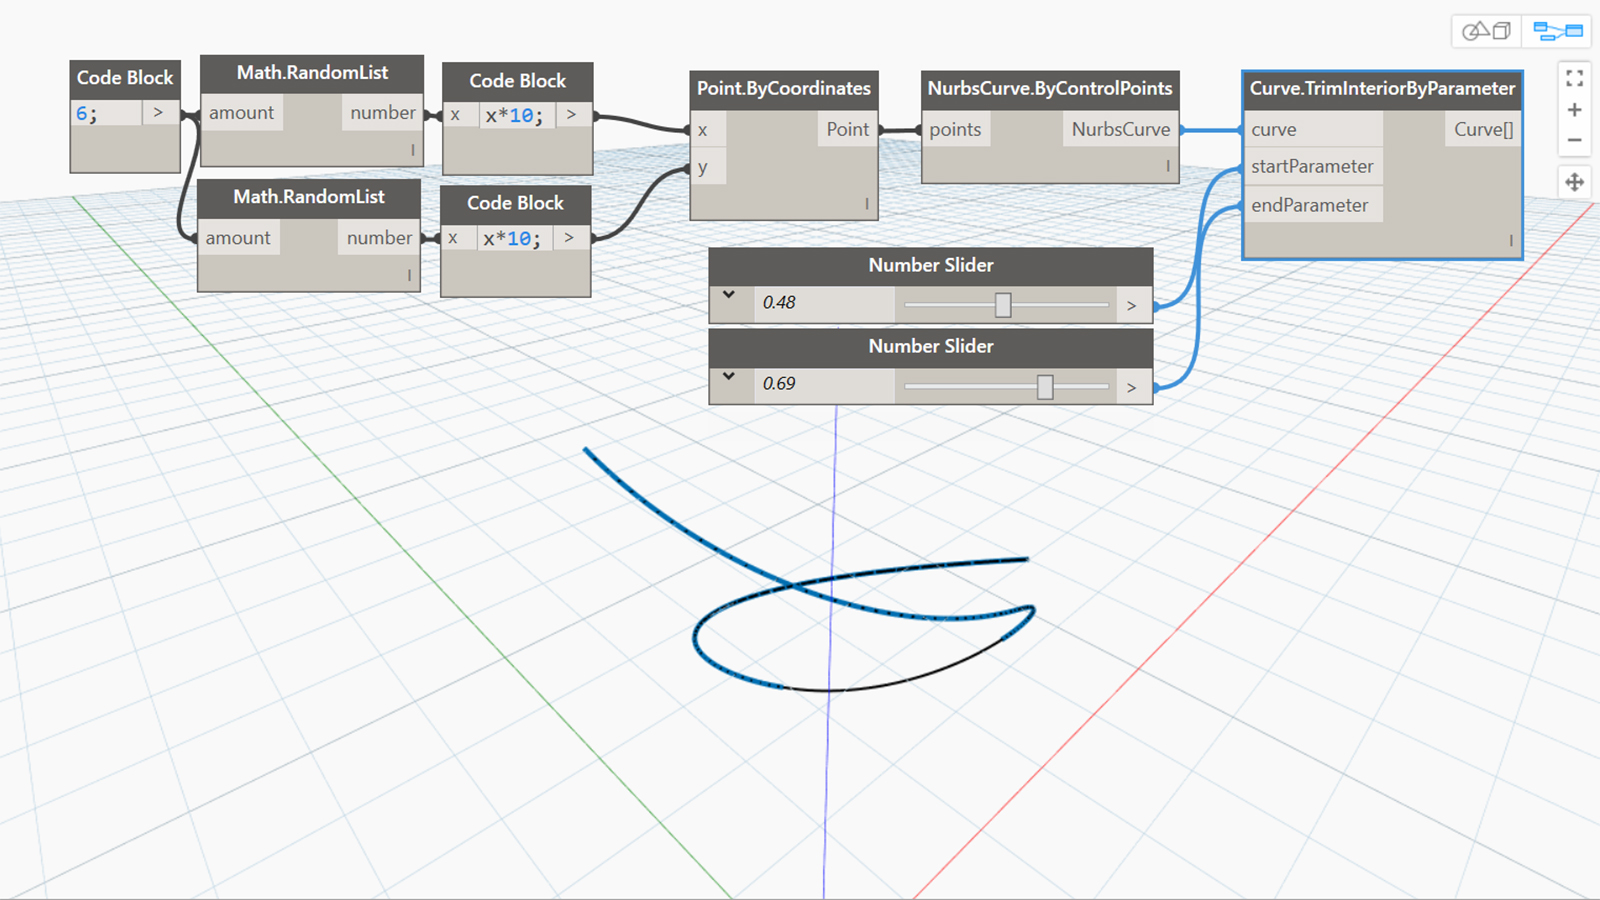 Code Block
6; >
Math.RandomList
amount number
l
Code Block
x x*10; >
Math.RandomList
amount number
l
Code Block
x x*10; >
Point.ByCoordinates
x Point
y
l
NurbsCurve.ByControlPoints
points NurbsCurve
l
Curve.TrimInteriorByParameter
curve Curve[]
startParameter
endParameter
l
Number Slider
0.48 >
Number Slider
0.69 >